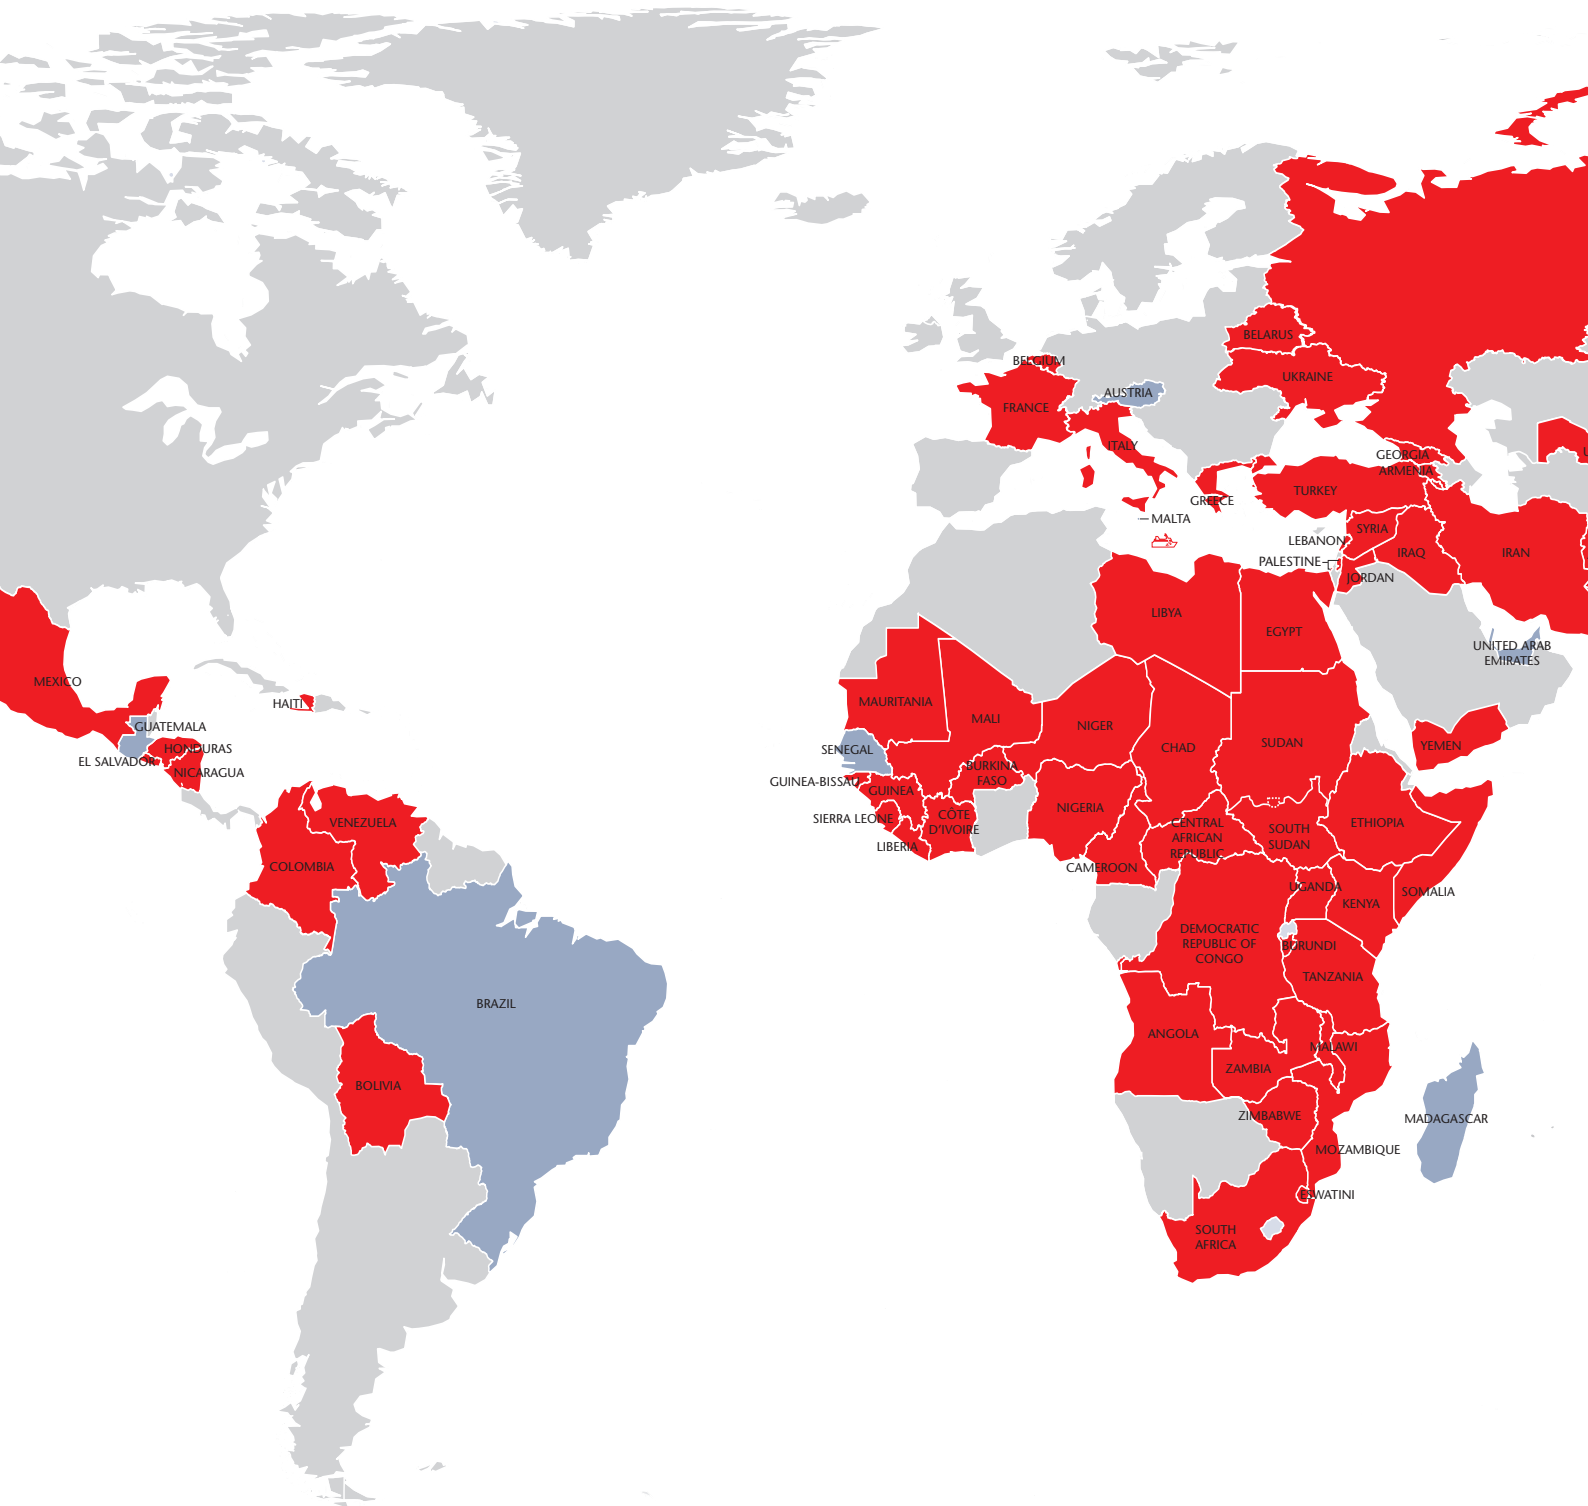 BELARUS
BELGIUM
UKRAINE
AUSTRIA
FRANCE
ITALY
GEORGIA
ARMENIA
TURKEY
GREECE
MALTA
SYRIA
LEBANON
IRAQ
IRAN
PALESTINE
JORDAN
LIBYA
EGYPT
UNITED ARAB
EMIRATES
MEXICO
HAITI
MAURITANIA
MALI
NIGER
GUATEMALA
HONDURAS
EL SALVADOR
NICARAGUA
SENEGAL
CHAD
SUDAN
YEMEN
BURKINA
FASO
GUINEA-BISSAU
GUINEA
NIGERIA
SIERRA LEONE
CÔTE
D'IVOIRE
LIBERIA
CENTRAL
AFRICAN
REPUBLIC
SOUTH
SUDAN
ETHIOPIA
VENEZUELA
COLOMBIA
CAMEROON
UGANDA
KENYA
SOMALIA
DEMOCRATIC
REPUBLIC OF
CONGO
BURUNDI
TANZANIA
BRAZIL
ANGOLA
MALAWI
ZAMBIA
BOLIVIA
ZIMBABWE
MADAGASCAR
MOZAMBIQUE
ESWATINI
SOUTH
AFRICA